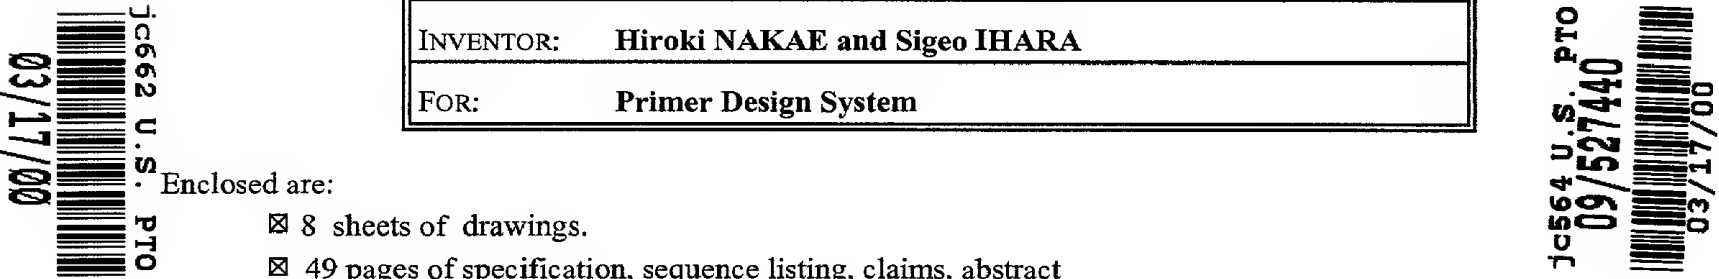 jc662 U.S. PTO
03/17/00
INVENTOR: Hiroki NAKAE and Sigeo IHARA
FOR: Primer Design System
jc564 U.S. PTO
09/527440
03/17/00
Enclosed are:
☒ 8 sheets of drawings.
☒ 49 pages of specification, sequence listing, claims, abstract